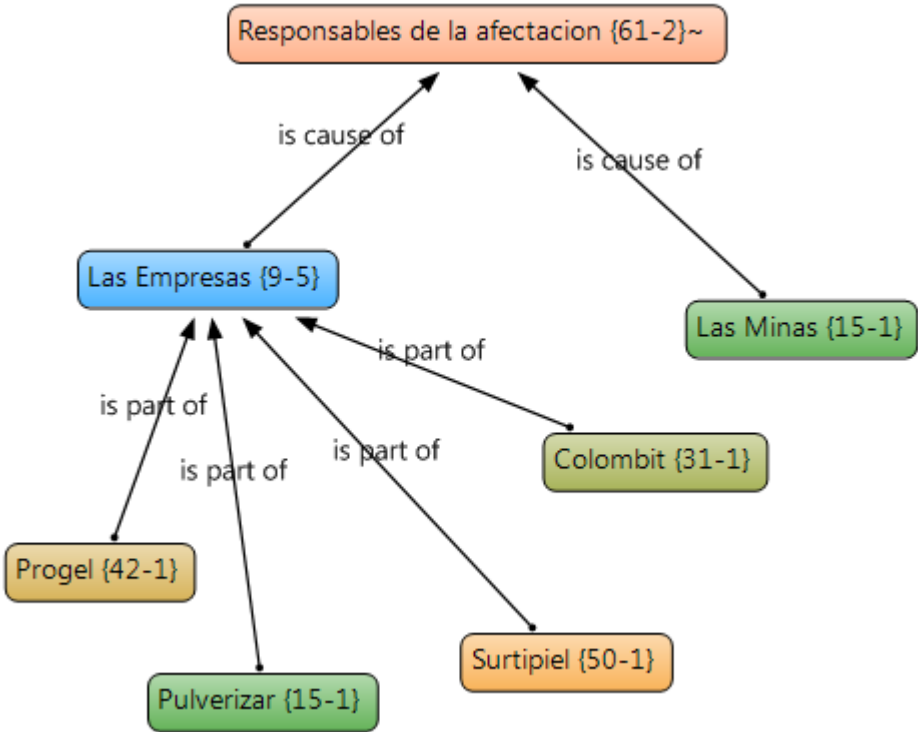 Responsables de la afectacion {61-2}~
is cause of
is cause of
Las Empresas {9-5}
Las Minas {15-1}
is part of
is part of
is part of
is part of
Colombit {31-1}
Progel {42-1}
Surtipiel {50-1}
Pulverizar {15-1}